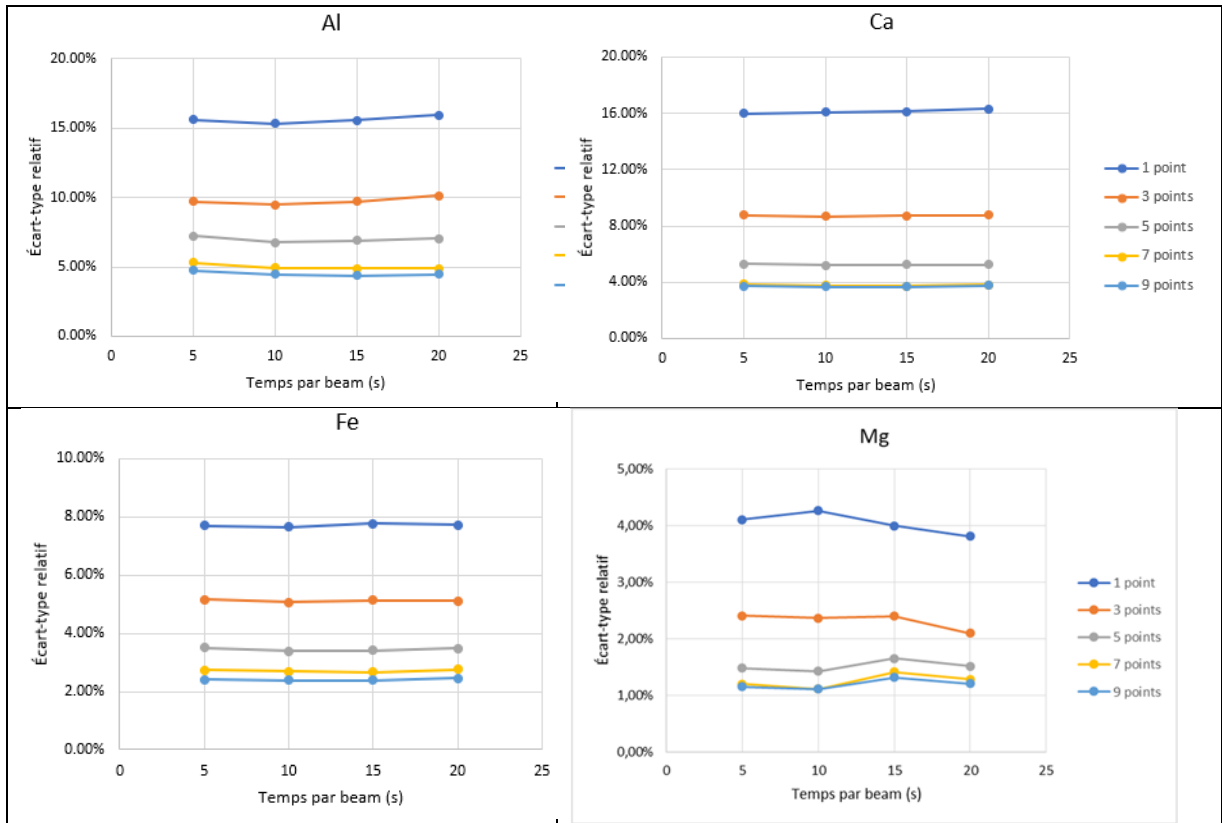 Al
20.00%
15.00%
10.00%
5.00%
0.00%
0 5 10 15 20 25
Écart-type relatif
Temps par beam (s)
Ca
20.00%
16.00%
12.00%
8.00%
4.00%
0.00%
0 5 10 15 20 25
Écart-type relatif
Temps par beam (s)
1 point
3 points
5 points
7 points
9 points
Fe
10.00%
8.00%
6.00%
4.00%
2.00%
0.00%
0 5 10 15 20 25
Écart-type relatif
Temps par beam (s)
Mg
5,00%
4,00%
3,00%
2,00%
1,00%
0,00%
0 5 10 15 20 25
Écart-type relatif
Temps par beam (s)
1 point
3 points
5 points
7 points
9 points